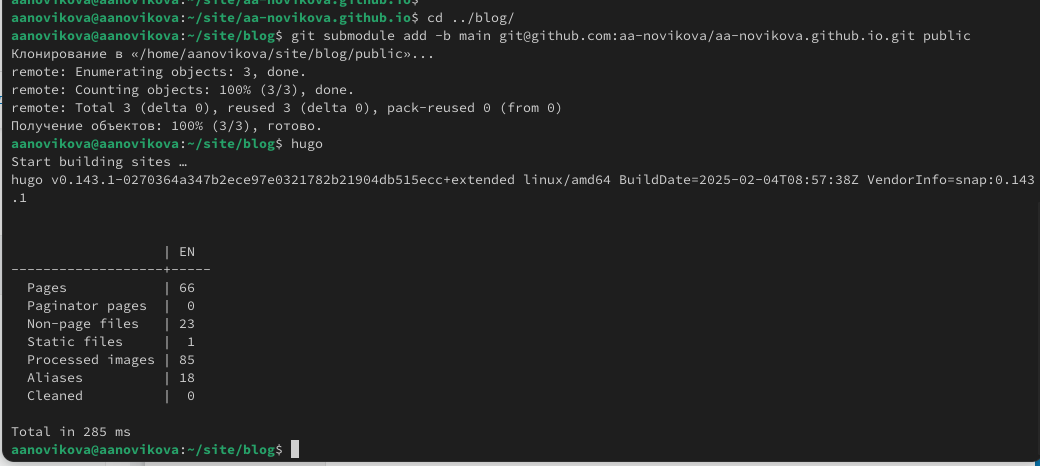 aanovikova@aanovikova:~/site/aa-novikova.github.io$
aanovikova@aanovikova:~/site/aa-novikova.github.io$ cd ../blog/
aanovikova@aanovikova:~/site/blog$ git submodule add -b main git@github.com:aa-novikova/aa-novikova.github.io.git public
Клонирование в «/home/aanovikova/site/blog/public»...
remote: Enumerating objects: 3, done.
remote: Counting objects: 100% (3/3), done.
remote: Total 3 (delta 0), reused 3 (delta 0), pack-reused 0 (from 0)
Получение объектов: 100% (3/3), готово.
aanovikova@aanovikova:~/site/blog$ hugo
Start building sites …
hugo v0.143.1-0270364a347b2ece97e0321782b21904db515ecc+extended linux/amd64 BuildDate=2025-02-04T08:57:38Z VendorInfo=snap:0.143
.1
                   | EN
-------------------+-----
  Pages            | 66
  Paginator pages  |  0
  Non-page files   | 23
  Static files     |  1
  Processed images | 85
  Aliases          | 18
  Cleaned          |  0
Total in 285 ms
aanovikova@aanovikova:~/site/blog$